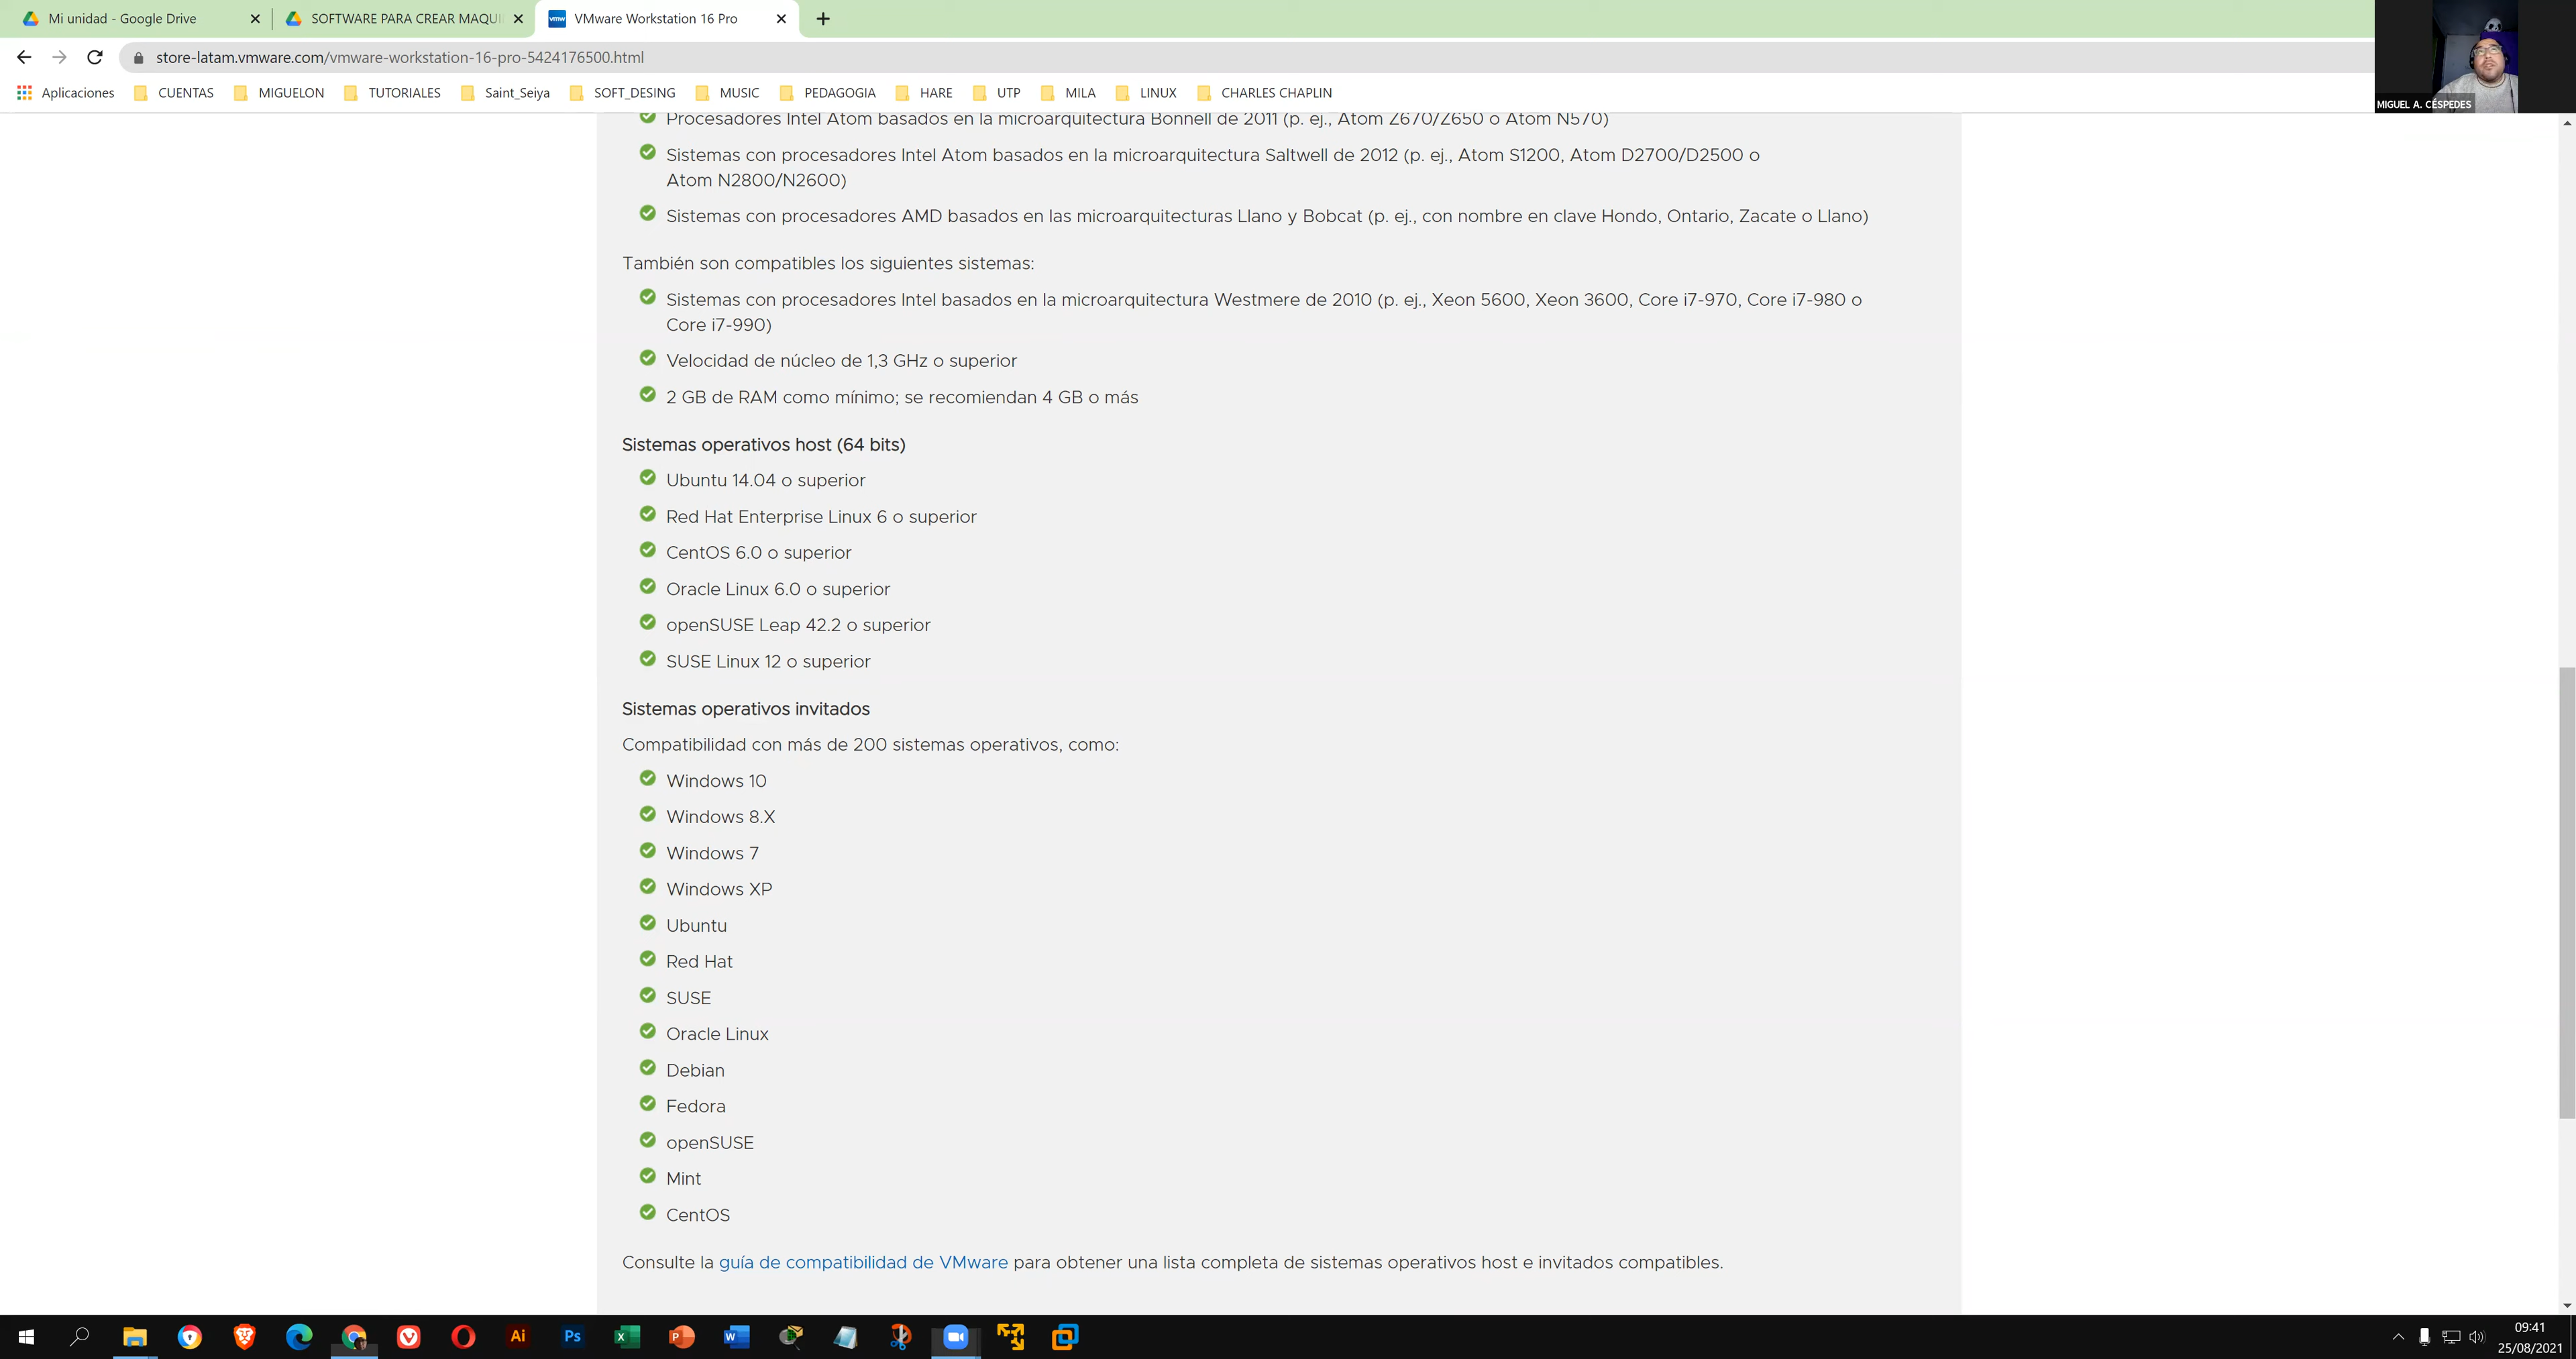 Mi unidad - Google Drive
SOFTWARE PARA CREAR MAQU
vmw
VMware Workstation 16 Pro
store-latam.vmware.com/vmware-workstation-16-pro-5424176500.html
Aplicaciones
CUENTAS
MIGUELON
TUTORIALES
Saint_Seiya
SOFT_DESING
MUSIC
PEDAGOGIA
HARE
UTP
MILA
LINUX
CHARLES CHAPLIN
MIGUEL A. CÉSPEDES
Procesadores Intel Atom basados en la microarquitectura Bonnell de 2011 (p. ej., Atom Z670/Z650 o Atom N570)
Sistemas con procesadores Intel Atom basados en la microarquitectura Saltwell de 2012 (p. ej., Atom S1200, Atom D2700/D2500 o
Atom N2800/N2600)
Sistemas con procesadores AMD basados en las microarquitecturas Llano y Bobcat (p. ej., con nombre en clave Hondo, Ontario, Zacate o Llano)
También son compatibles los siguientes sistemas:
Sistemas con procesadores Intel basados en la microarquitectura Westmere de 2010 (p. ej., Xeon 5600, Xeon 3600, Core i7-970, Core i7-980 o
Core i7-990)
Velocidad de núcleo de 1,3 GHz o superior
2 GB de RAM como mínimo; se recomiendan 4 GB o más
Sistemas operativos host (64 bits)
Ubuntu 14.04 o superior
Red Hat Enterprise Linux 6 o superior
CentOS 6.0 o superior
Oracle Linux 6.0 o superior
openSUSE Leap 42.2 o superior
SUSE Linux 12 o superior
Sistemas operativos invitados
Compatibilidad con más de 200 sistemas operativos, como:
Windows 10
Windows 8.X
Windows 7
Windows XP
Ubuntu
Red Hat
SUSE
Oracle Linux
Debian
Fedora
openSUSE
Mint
CentOS
Consulte la guía de compatibilidad de VMware para obtener una lista completa de sistemas operativos host e invitados compatibles.
Ai
Ps
09:41
25/08/2021